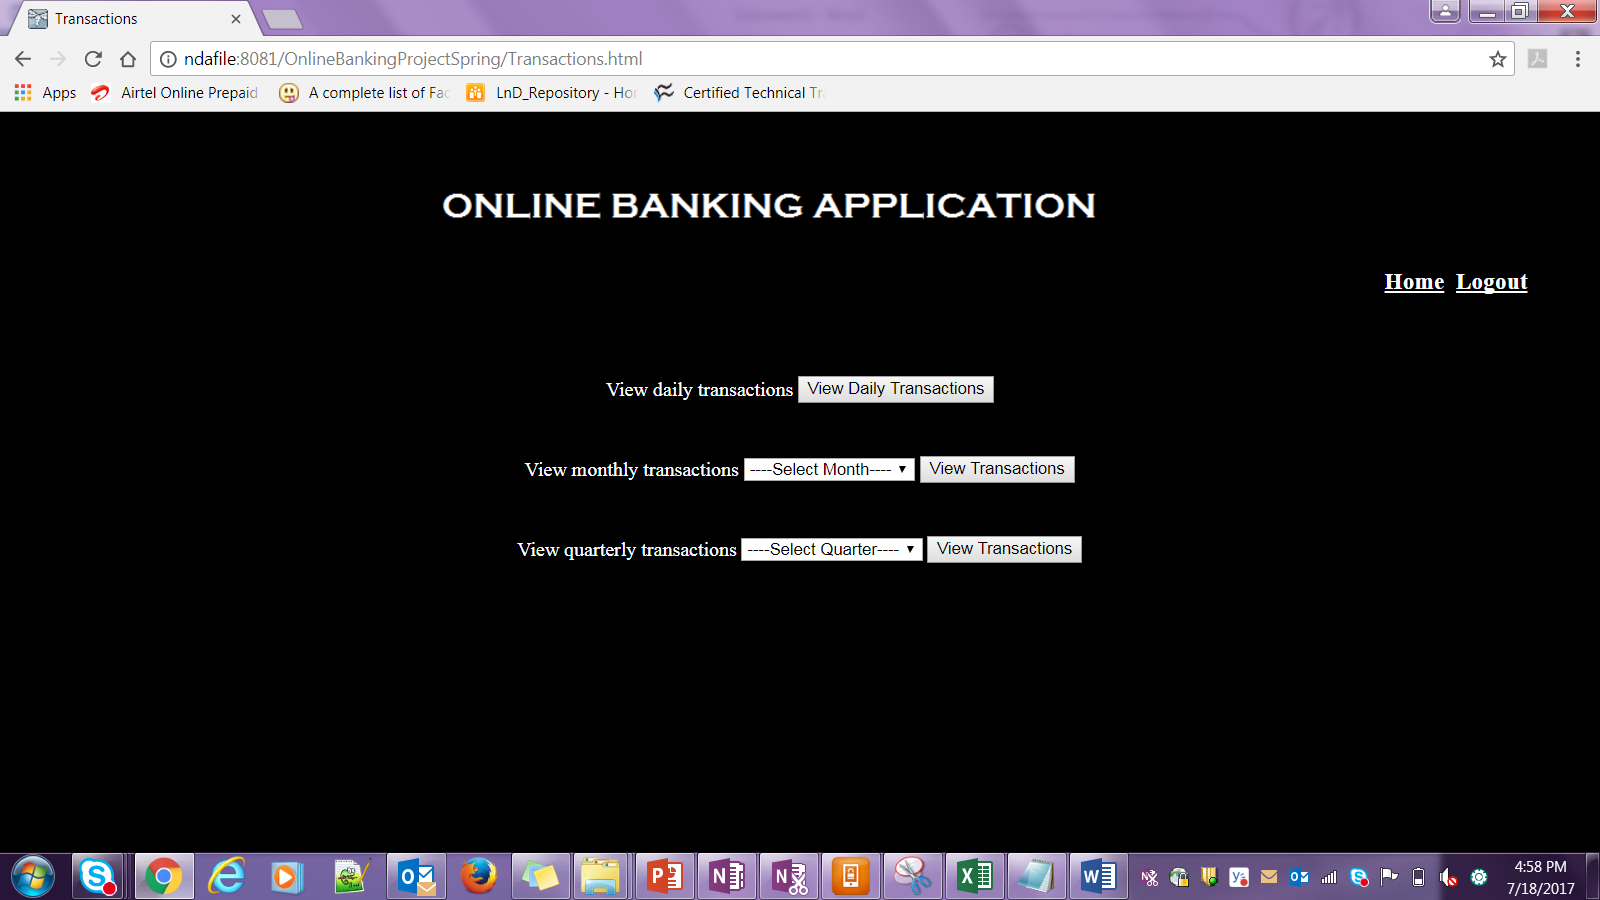 Transactions
ndafile:8081/OnlineBankingProjectSpring/Transactions.html
Apps Airtel Online Prepaid A complete list of Fac LnD_Repository - Hor Certified Technical Tr
ONLINE BANKING APPLICATION
Home Logout
View daily transactions View Daily Transactions
View monthly transactions ----Select Month---- View Transactions
View quarterly transactions ----Select Quarter---- View Transactions
4:58 PM
7/18/2017